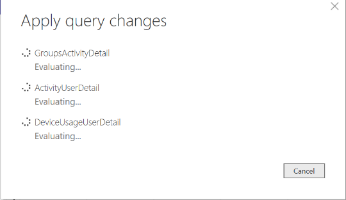 Apply query changes
GroupsActivityDetail
Evaluating...
ActivityUserDetail
Evaluating...
DeviceUsageUserDetail
Evaluating...
Cancel